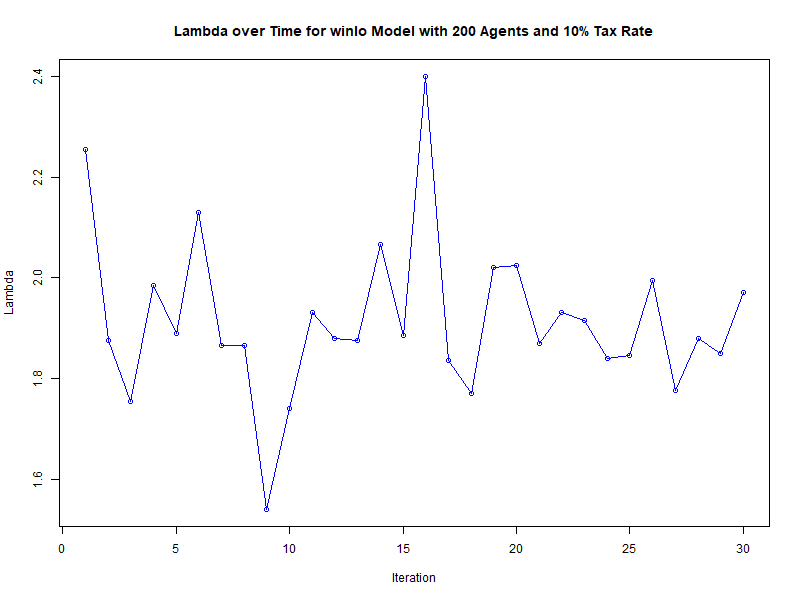 Lambda over Time for winlo Model with 200 Agents and 10% Tax Rate
2.4
2.2
2.0
1.8
1.6
Lambda
0 5 10 15 20 25 30
Iteration